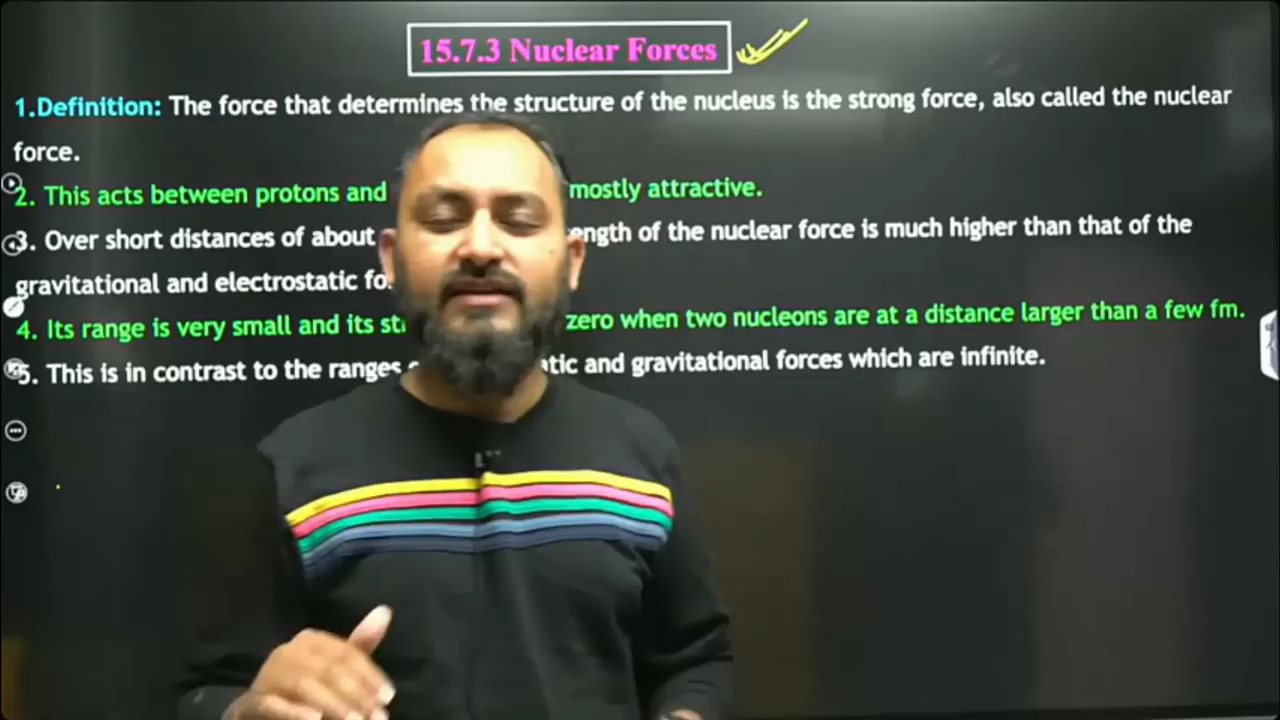 15.7.3 Nuclear Forces
1.Definition: The force that determines the structure of the nucleus is the strong force, also called the nuclear
force.
2. This acts between protons and mostly attractive.
3. Over short distances of about ength of the nuclear force is much higher than that of the
gravitational and electrostatic fo
4. Its range is very small and its st zero when two nucleons are at a distance larger than a few fm.
5. This is in contrast to the ranges tic and gravitational forces which are infinite.